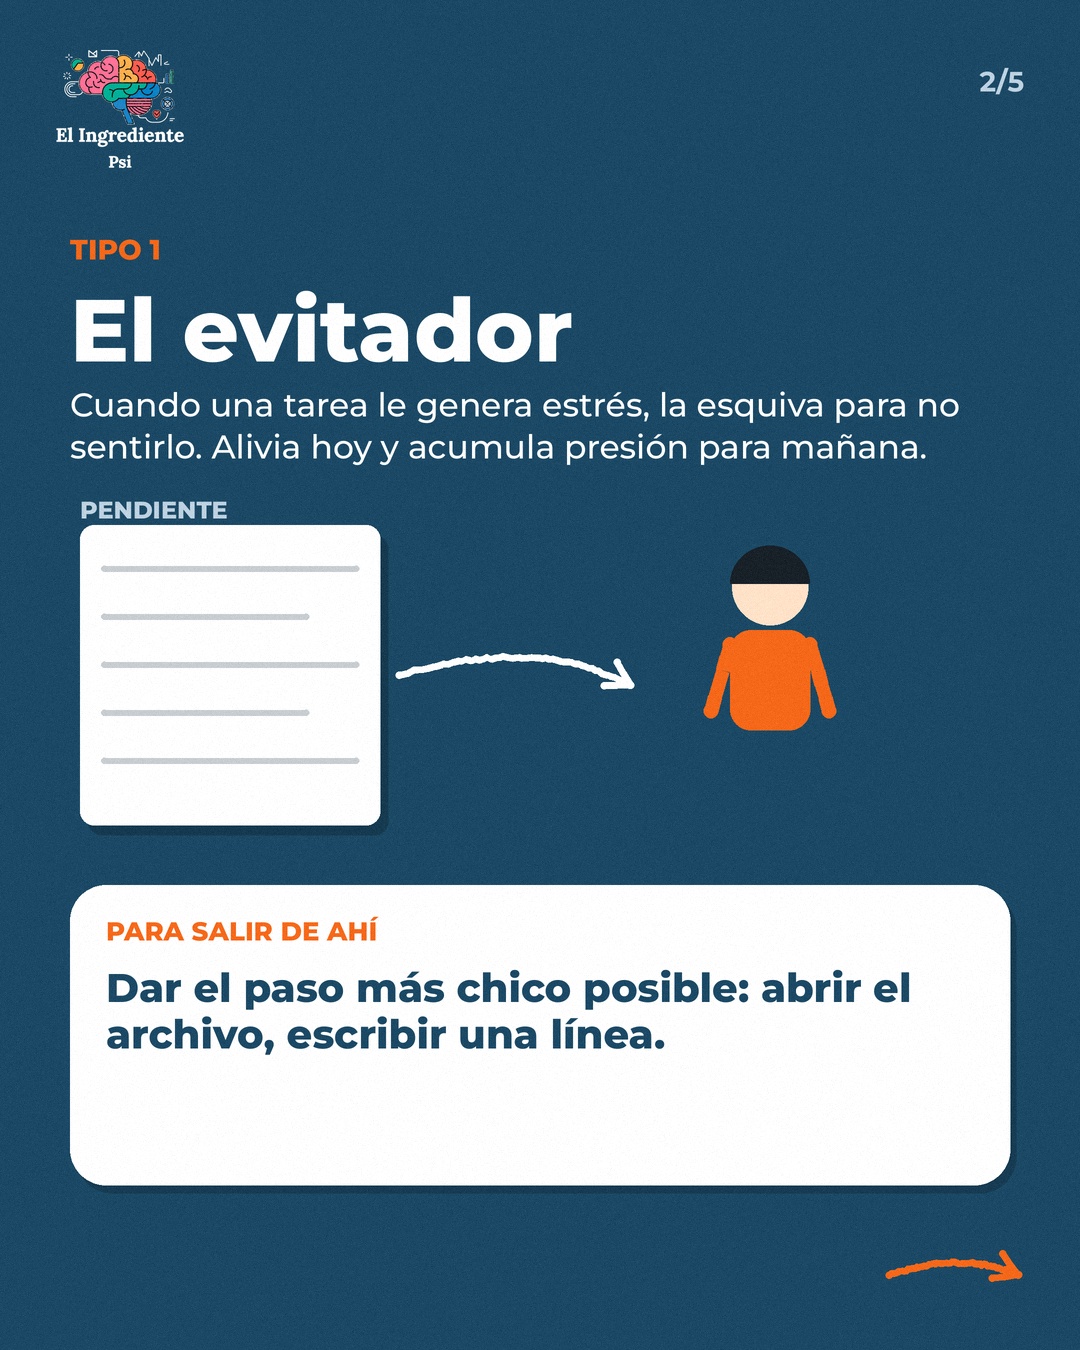 El Ingrediente
Psi
2/5
TIPO 1
El evitador
Cuando una tarea le genera estrés, la esquiva para no
sentirlo. Alivia hoy y acumula presión para mañana.
PENDIENTE
PARA SALIR DE AHÍ
Dar el paso más chico posible: abrir el
archivo, escribir una línea.